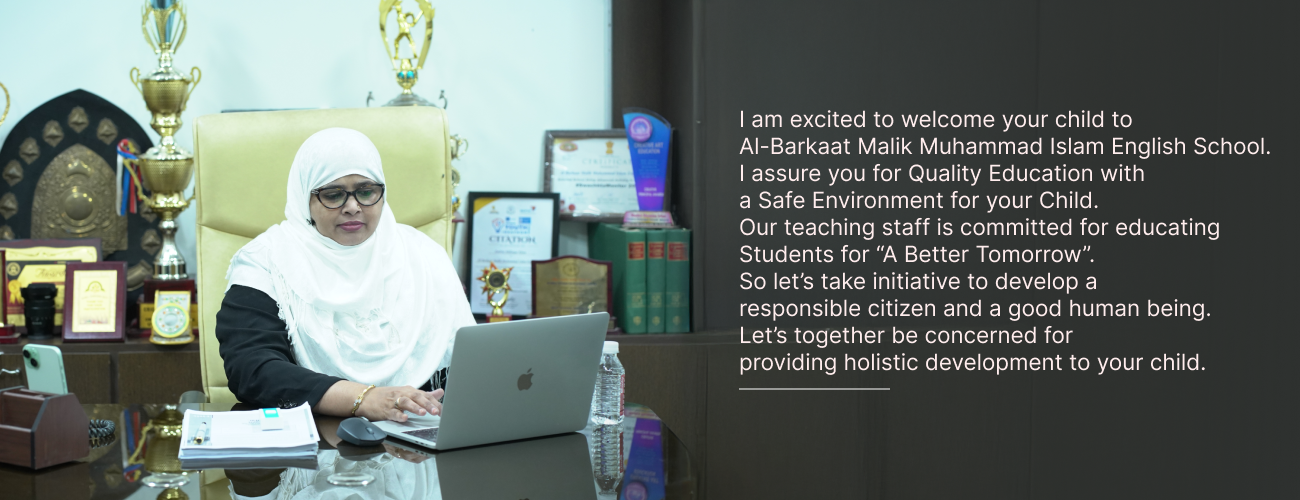 CITATION
I am excited to welcome your child to
Al-Barkaat Malik Muhammad Islam English School.
I assure you for Quality Education with
a Safe Environment for your Child.
Our teaching staff is committed for educating
Students for “A Better Tomorrow”.
So let’s take initiative to develop a
responsible citizen and a good human being.
Let’s together be concerned for
providing holistic development to your child.